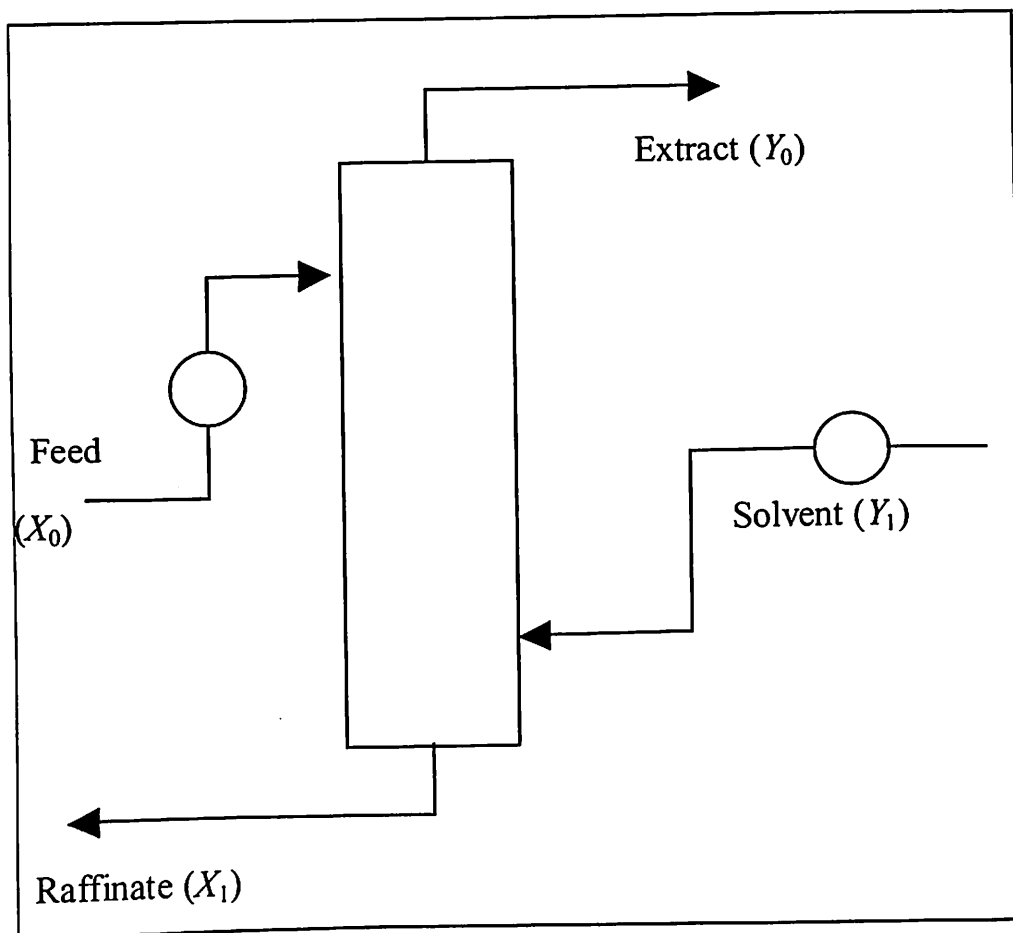 Extract (Y₀)
Feed
(X₀)
Solvent (Y₁)
Raffinate (X₁)